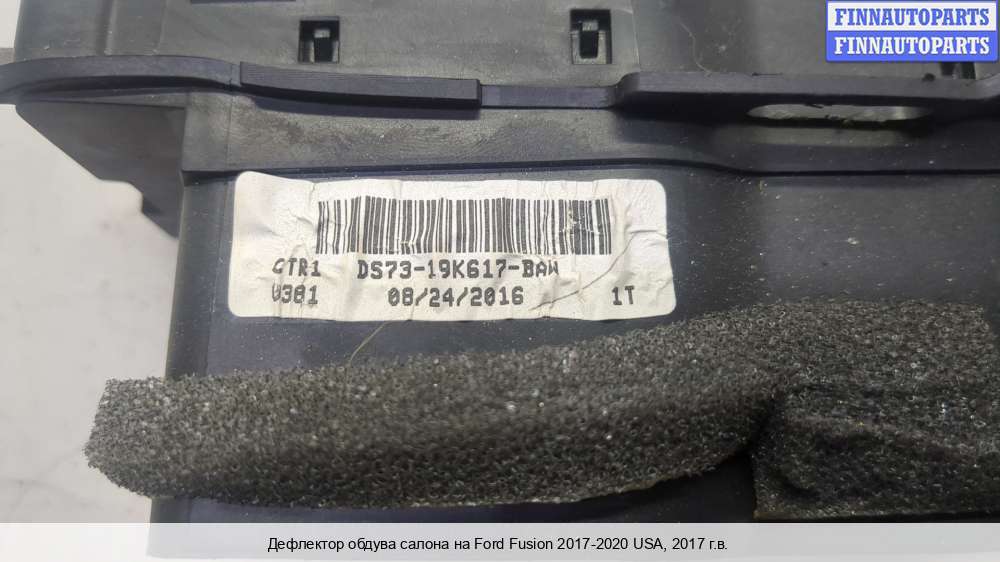 FINNAUTOPARTS
FINNAUTOPARTS
CTR1 DS73-19K617-BAW
0381 08/24/2016 1T
Дефлектор обдува салона на Ford Fusion 2017-2020 USA, 2017 г.в.